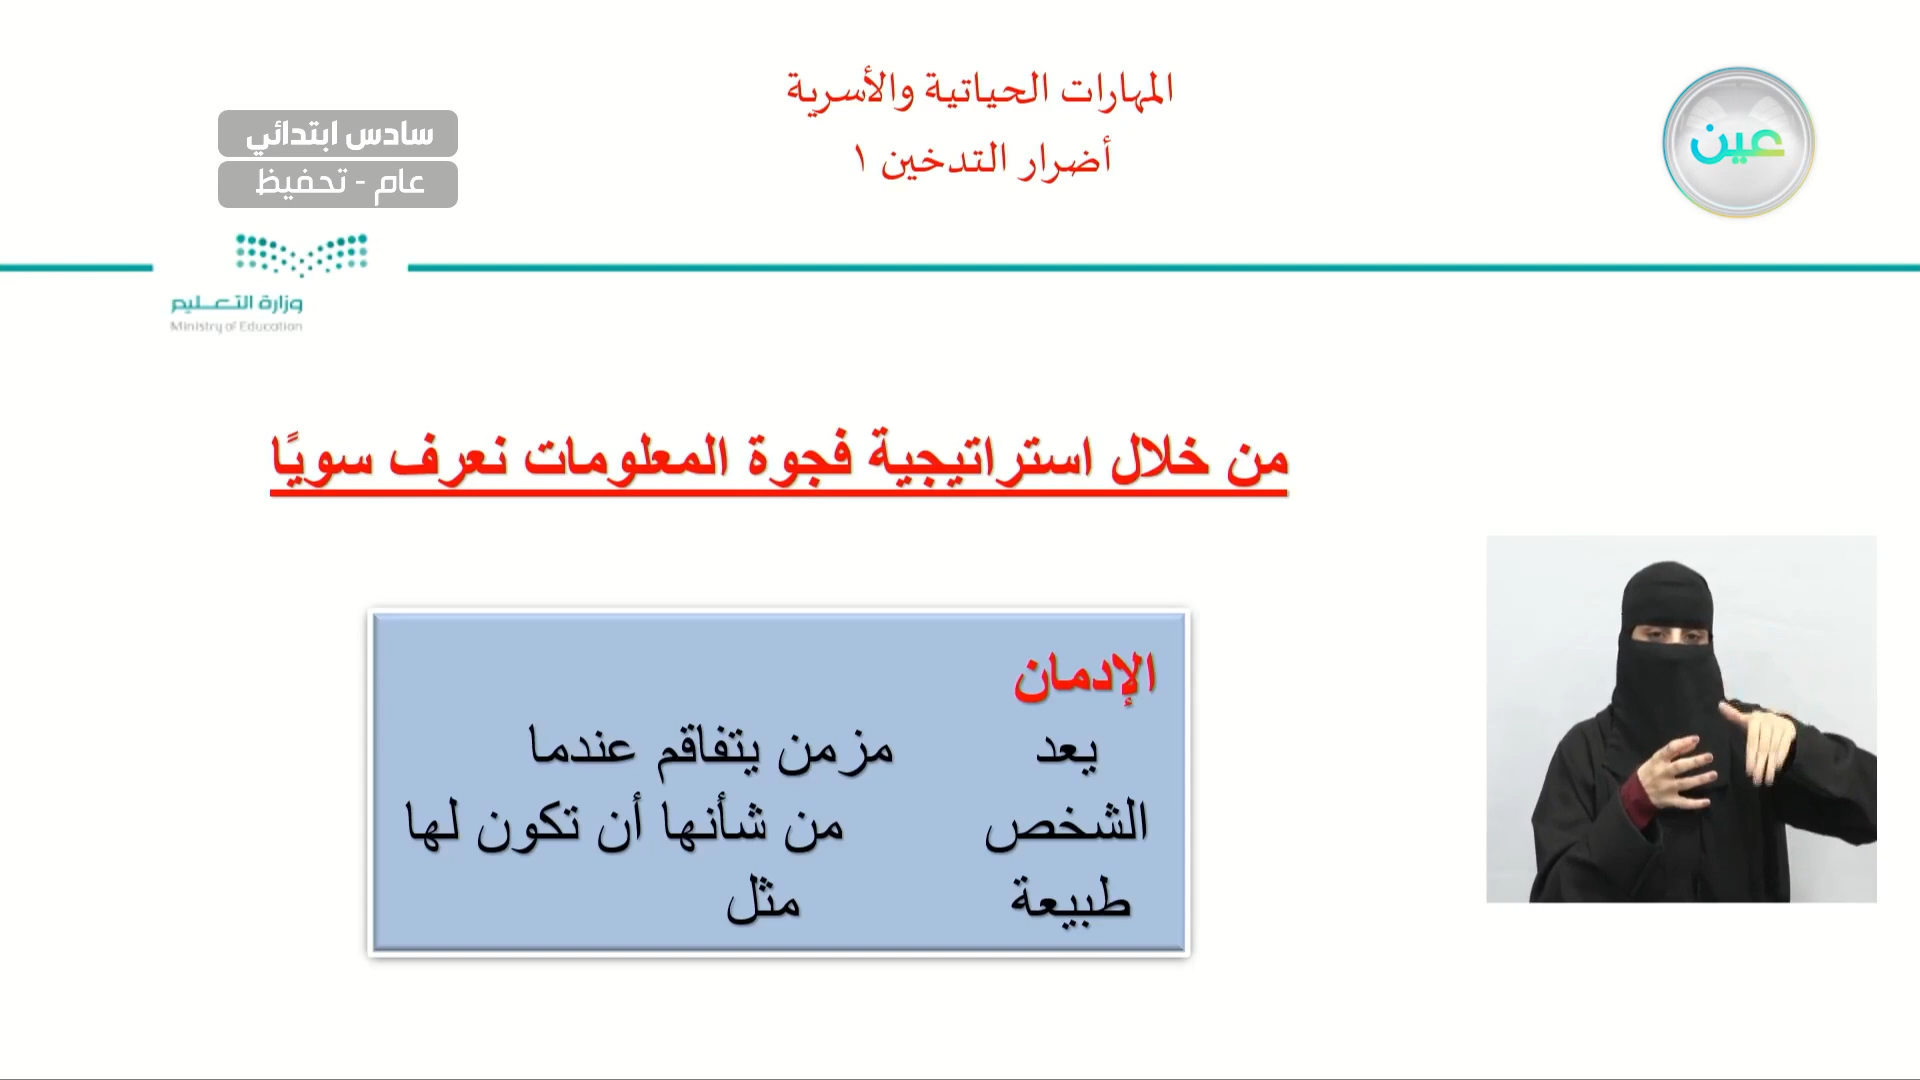 المهارات الحياتية والأسرية
أضرار التدخين ١
سادس ابتدائي
عام - تحفيظ
عين
وزارة التعليم
Ministry of Education
من خلال استراتيجية فجوة المعلومات نعرف سويًا
الإدمان
يعد مزمن يتفاقم عندما
الشخص من شأنها أن تكون لها
طبيعة مثل